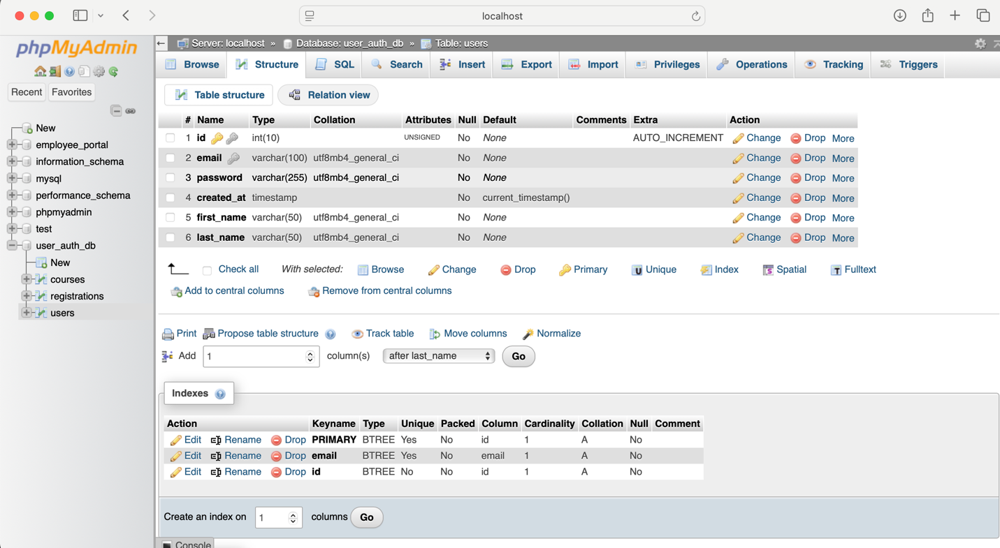 localhost
phpMyAdmin
Recent Favorites
New
employee_portal
information_schema
mysql
performance_schema
phpmyadmin
test
user_auth_db
New
courses
registrations
users
Server: localhost » Database: user_auth_db » Table: users
Browse Structure SQL Search Insert Export Import Privileges Operations Tracking Triggers
Table structure Relation view
# Name Type Collation Attributes Null Default Comments Extra Action
1 id int(10) UNSIGNED No None AUTO_INCREMENT Change Drop More
2 email varchar(100) utf8mb4_general_ci No None Change Drop More
3 password varchar(255) utf8mb4_general_ci No None Change Drop More
4 created_at timestamp No current_timestamp() Change Drop More
5 first_name varchar(50) utf8mb4_general_ci No None Change Drop More
6 last_name varchar(50) utf8mb4_general_ci No None Change Drop More
Check all With selected: Browse Change Drop Primary Unique Index Spatial Fulltext
Add to central columns Remove from central columns
Print Propose table structure Track table Move columns Normalize
Add 1 column(s) after last_name Go
Indexes
Action Keyname Type Unique Packed Column Cardinality Collation Null Comment
Edit Rename Drop PRIMARY BTREE Yes No id 1 A No
Edit Rename Drop email BTREE Yes No email 1 A No
Edit Rename Drop id BTREE No No id 1 A No
Create an index on 1 columns Go
Console